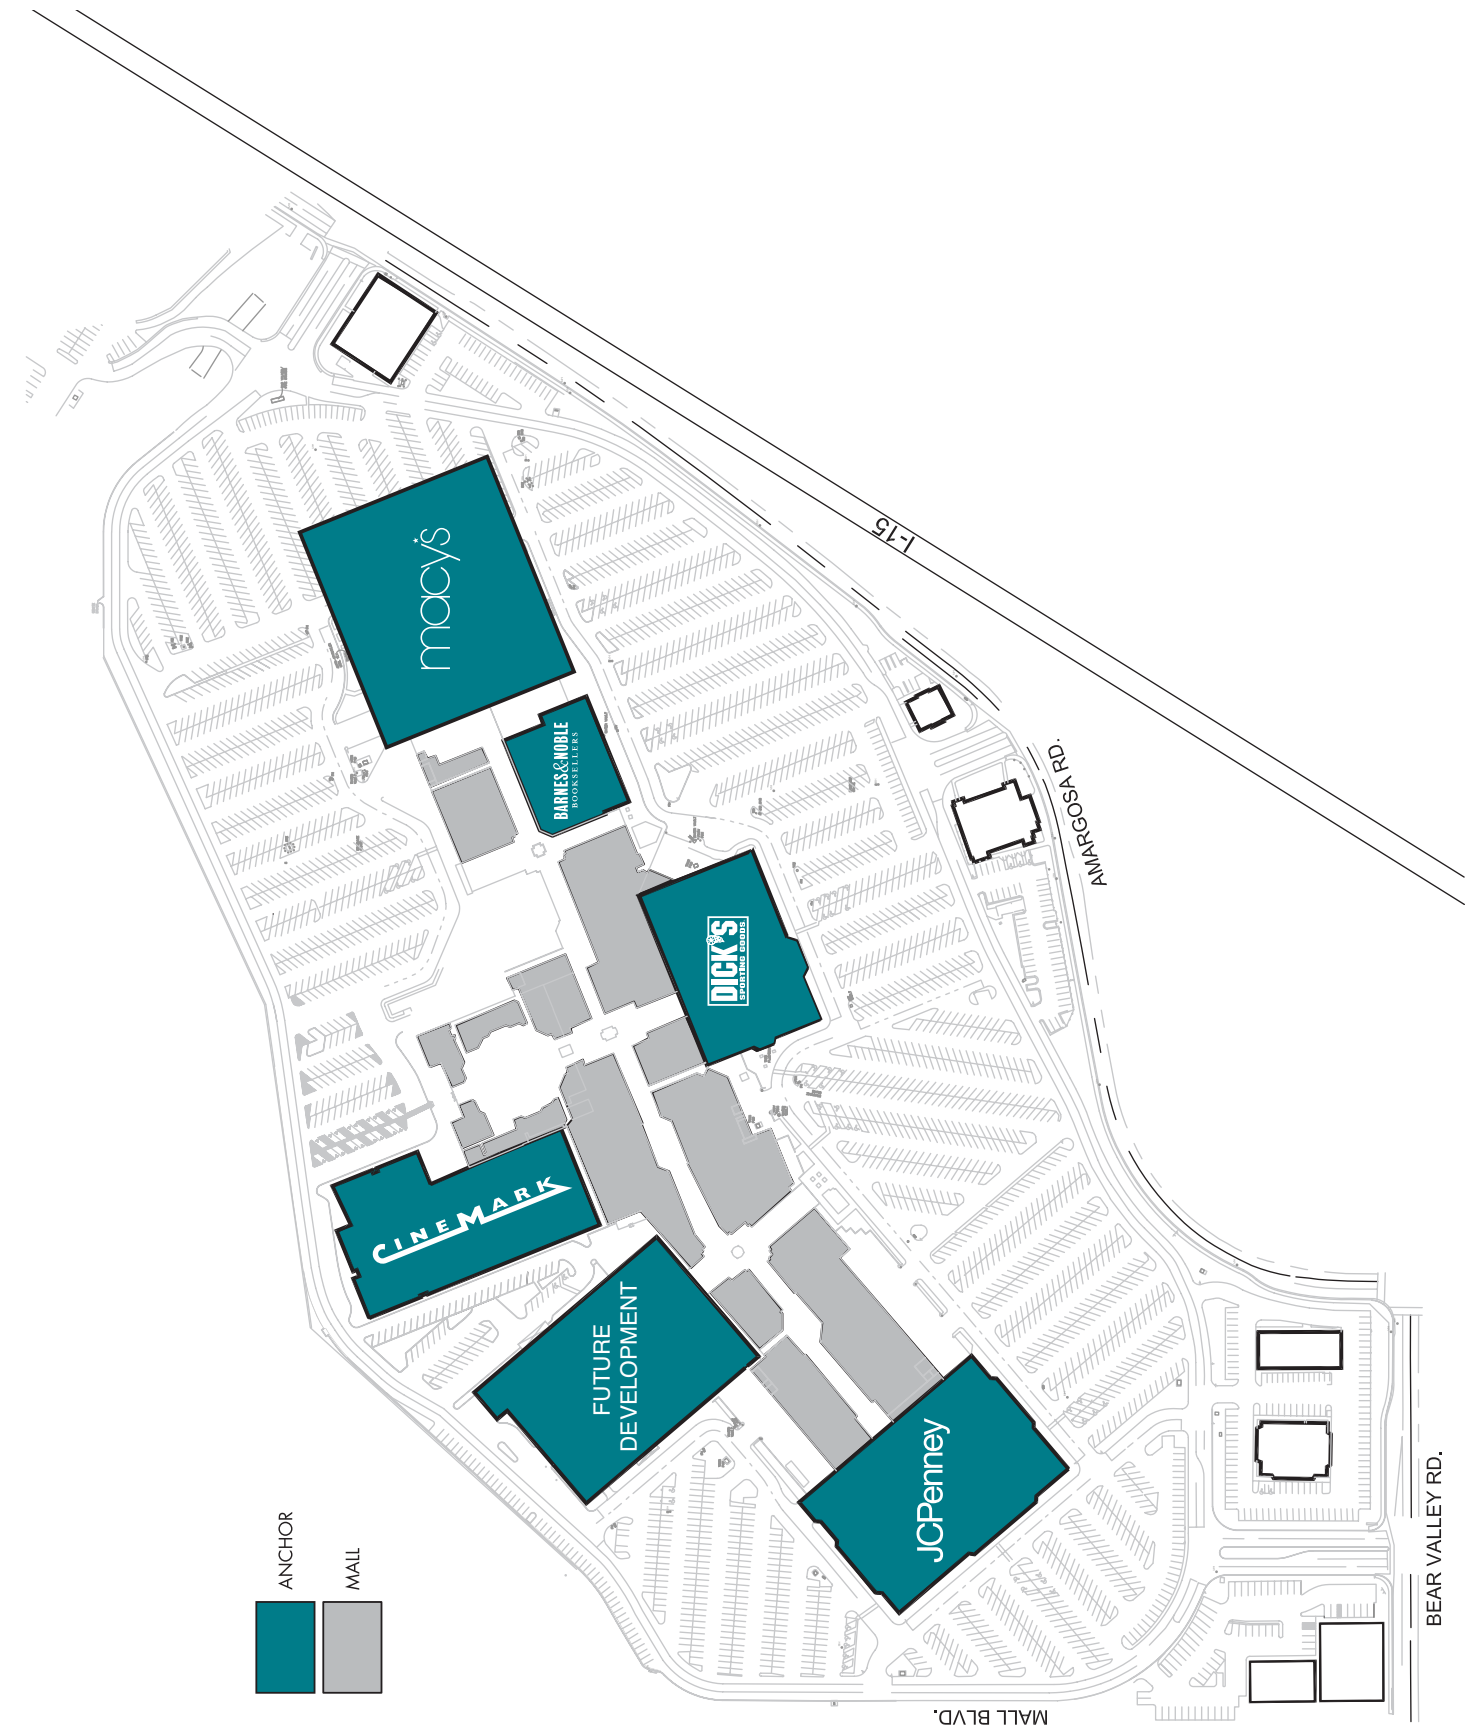 I-15
macy's
BARNES & NOBLE
BOOKSELLERS
AMARGOSA RD.
DICK'S
SPORTING GOODS
CINEMARK
FUTURE
DEVELOPMENT
JCPenney
ANCHOR
MALL
BEAR VALLEY RD.
MALL BLVD.